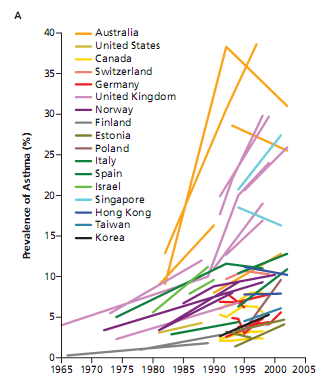 A
Prevalence of Asthma (%)
40
35
30
25
20
15
10
5
0
Australia
United States
Canada
Switzerland
Germany
United Kingdom
Norway
Finland
Estonia
Poland
Italy
Spain
Israel
Singapore
Hong Kong
Taiwan
Korea
1965 1970 1975 1980 1985 1990 1995 2000 2005